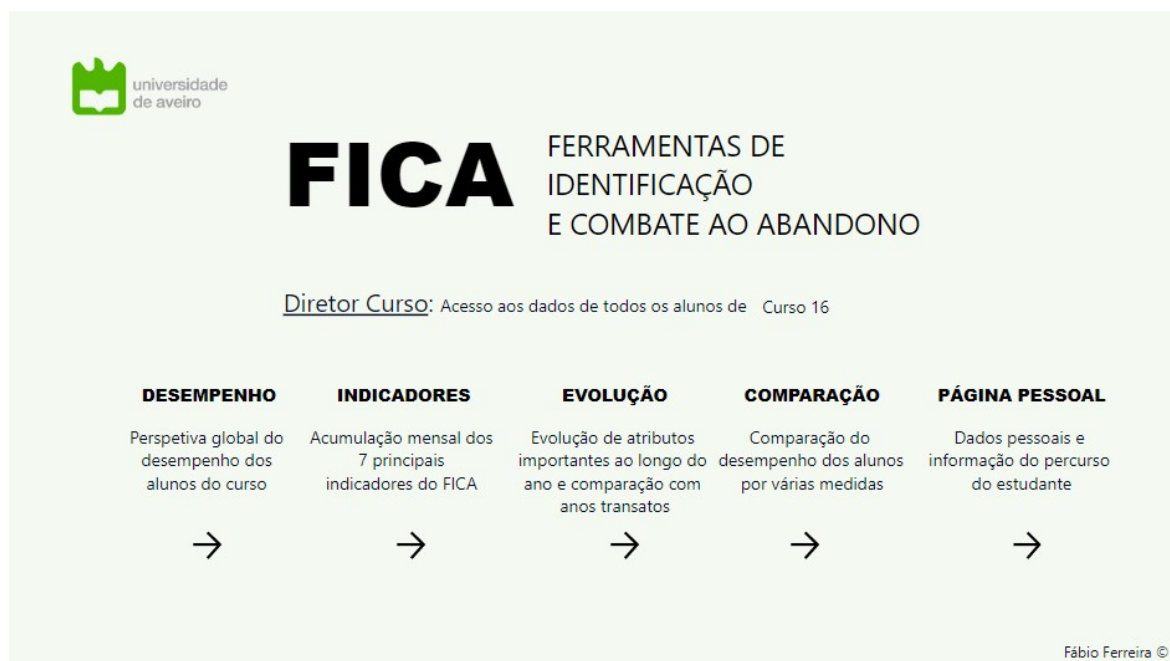 universidade
de aveiro
FICA
FERRAMENTAS DE
IDENTIFICAÇÃO
E COMBATE AO ABANDONO
Diretor Curso: Acesso aos dados de todos os alunos de Curso 16
DESEMPENHO
Perspetiva global do
desempenho dos
alunos do curso
INDICADORES
Acumulação mensal dos
7 principais
indicadores do FICA
EVOLUÇÃO
Evolução de atributos
importantes ao longo do
ano e comparação com
anos transatos
COMPARAÇÃO
Comparação do
desempenho dos alunos
por várias medidas
PÁGINA PESSOAL
Dados pessoais e
informação do percurso
do estudante
Fábio Ferreira ©